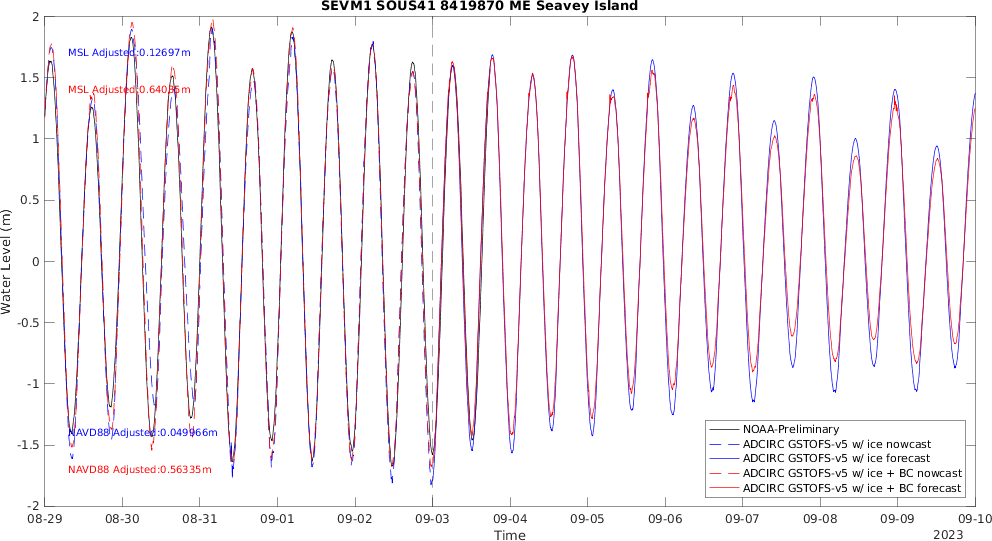 SEVM1 SOUS41 8419870 ME Seavey Island
2
1.5
1
0.5
0
-0.5
-1
-1.5
-2
Water Level (m)
MSL Adjusted:0.12697m
MSL Adjusted:0.64035m
NAVD88 Adjusted:0.049966m
NAVD88 Adjusted:0.56335m
NOAA-Preliminary
ADCIRC GSTOFS-v5 w/ ice nowcast
ADCIRC GSTOFS-v5 w/ ice forecast
ADCIRC GSTOFS-v5 w/ ice + BC nowcast
ADCIRC GSTOFS-v5 w/ ice + BC forecast
08-29 08-30 08-31 09-01 09-02 09-03 09-04 09-05 09-06 09-07 09-08 09-09 09-10
Time
2023